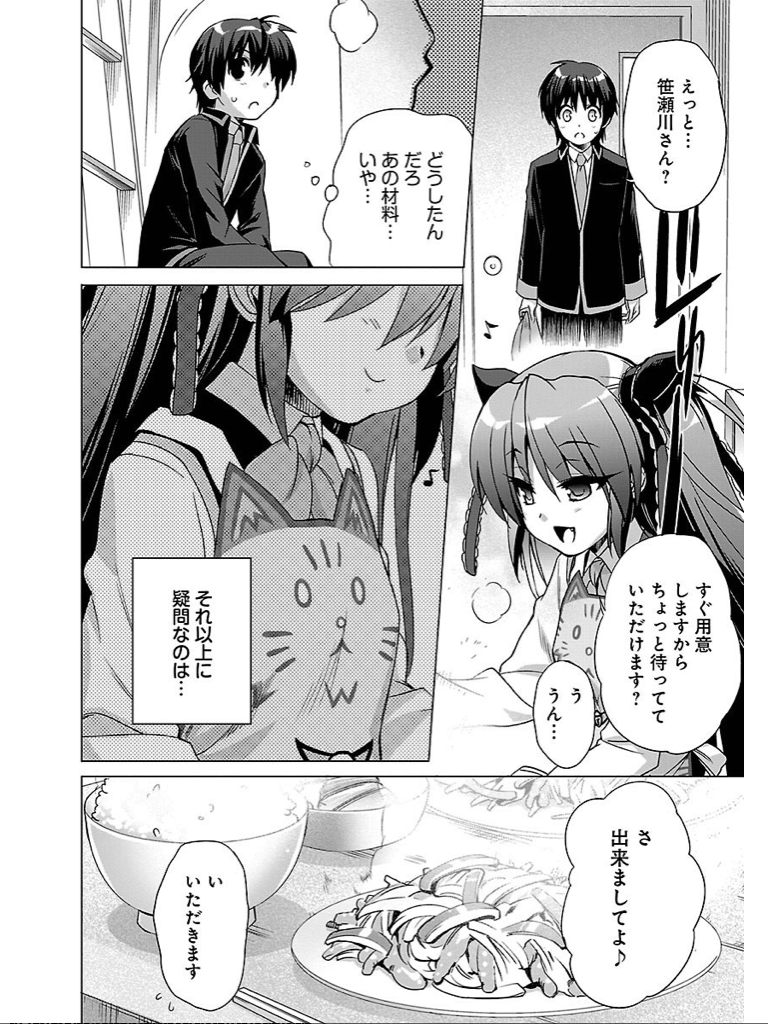 えっと…
笹瀬川さん?
すぐ用意
しますから
ちょっと待ってて
いただけます?
う
うん…
どうしたん
だろ
あの材料…
いや…
それ以上に
疑問なのは…
さ
出来ましてよ♪
い
いただきます